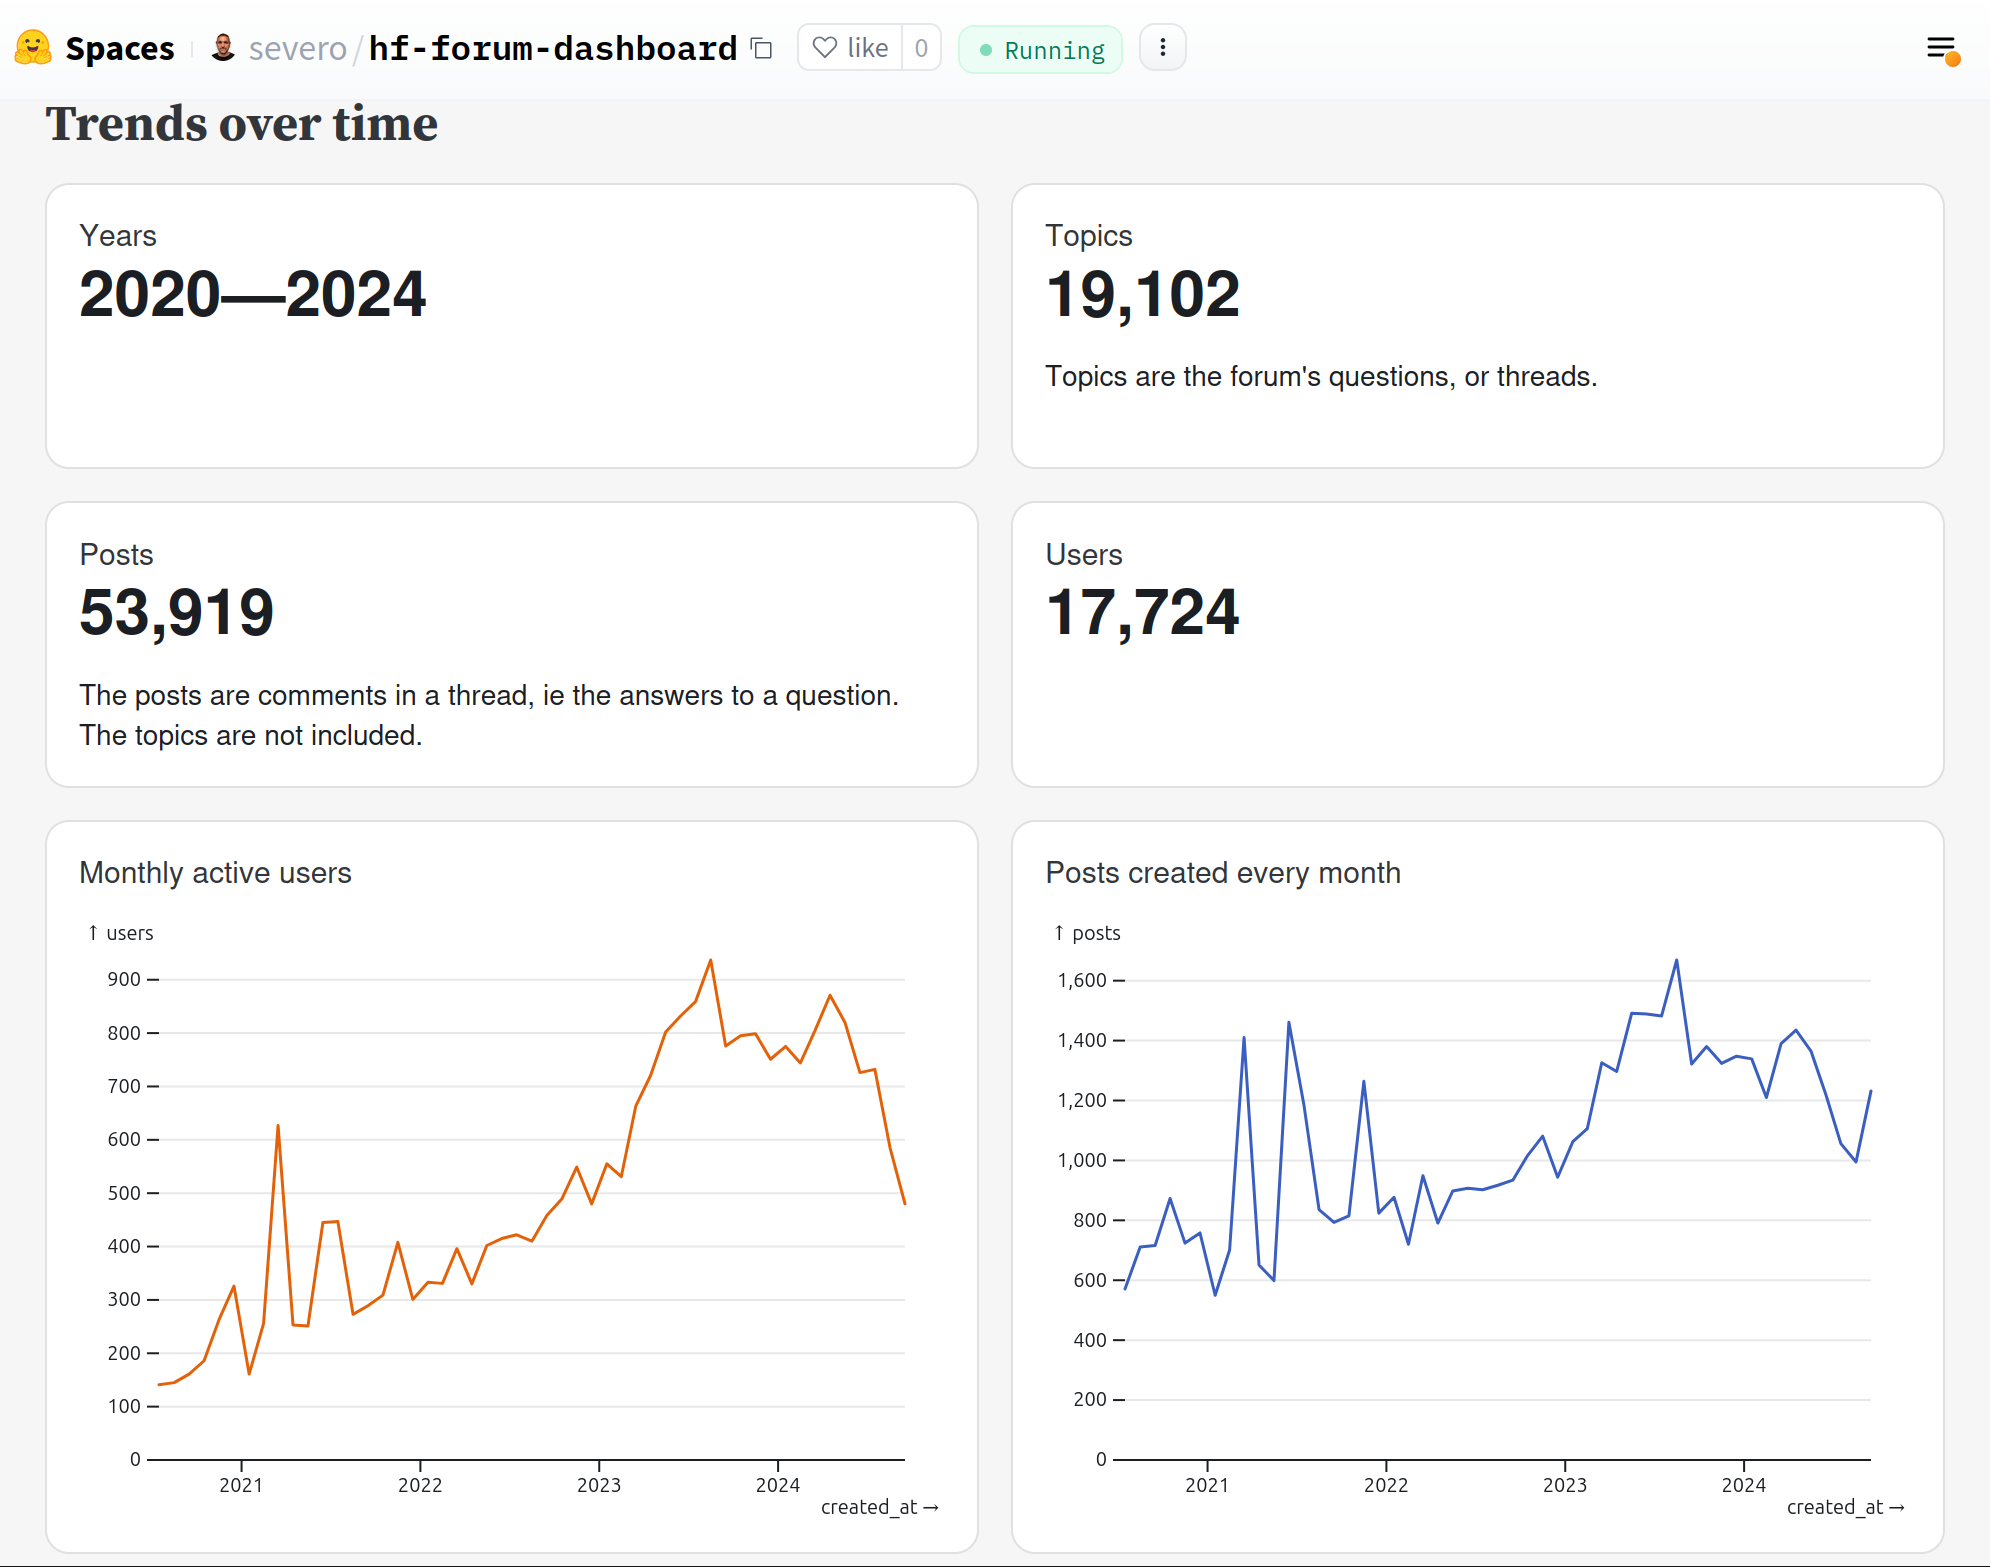 Spaces severo/hf-forum-dashboard like 0 Running
Trends over time
Years
2020—2024
Topics
19,102
Topics are the forum's questions, or threads.
Posts
53,919
The posts are comments in a thread, ie the answers to a question.
The topics are not included.
Users
17,724
Monthly active users
↑ users
900
800
700
600
500
400
300
200
100
0
2021 2022 2023 2024
created_at →
Posts created every month
↑ posts
1,600
1,400
1,200
1,000
800
600
400
200
0
2021 2022 2023 2024
created_at →